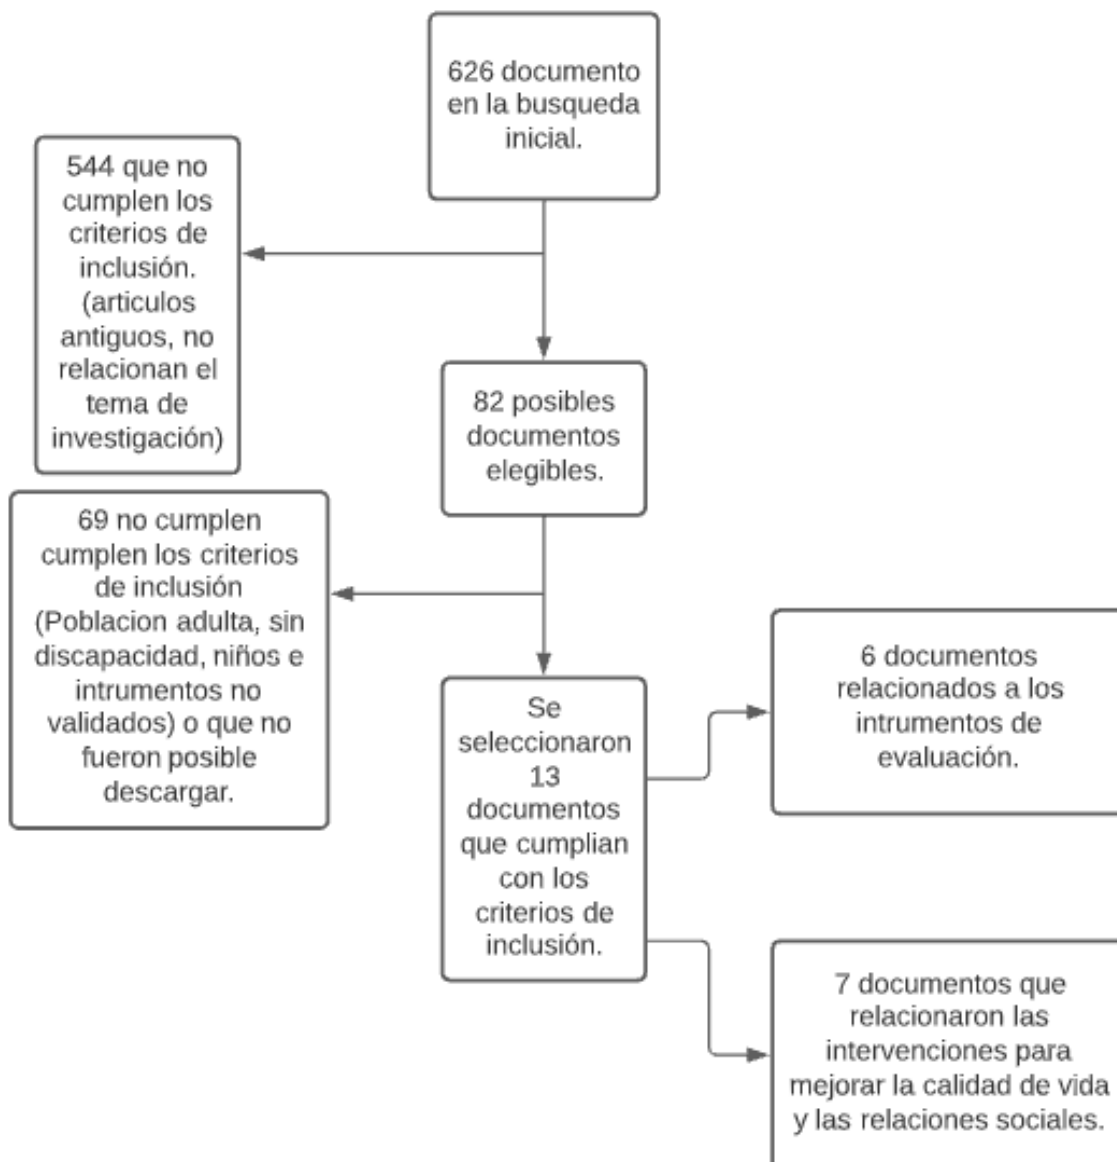 626 documento
en la busqueda
inicial.
544 que no
cumplen los
criterios de
inclusión.
(articulos
antiguos, no
relacionan el
tema de
investigación)
82 posibles
documentos
elegibles.
69 no cumplen
cumplen los criterios
de inclusión
(Poblacion adulta, sin
discapacidad, niños e
intrumentos no
validados) o que no
fueron posible
descargar.
Se
seleccionaron
13
documentos
que cumplian
con los
criterios de
inclusión.
6 documentos
relacionados a los
intrumentos de
evaluación.
7 documentos que
relacionaron las
intervenciones para
mejorar la calidad de vida
y las relaciones sociales.